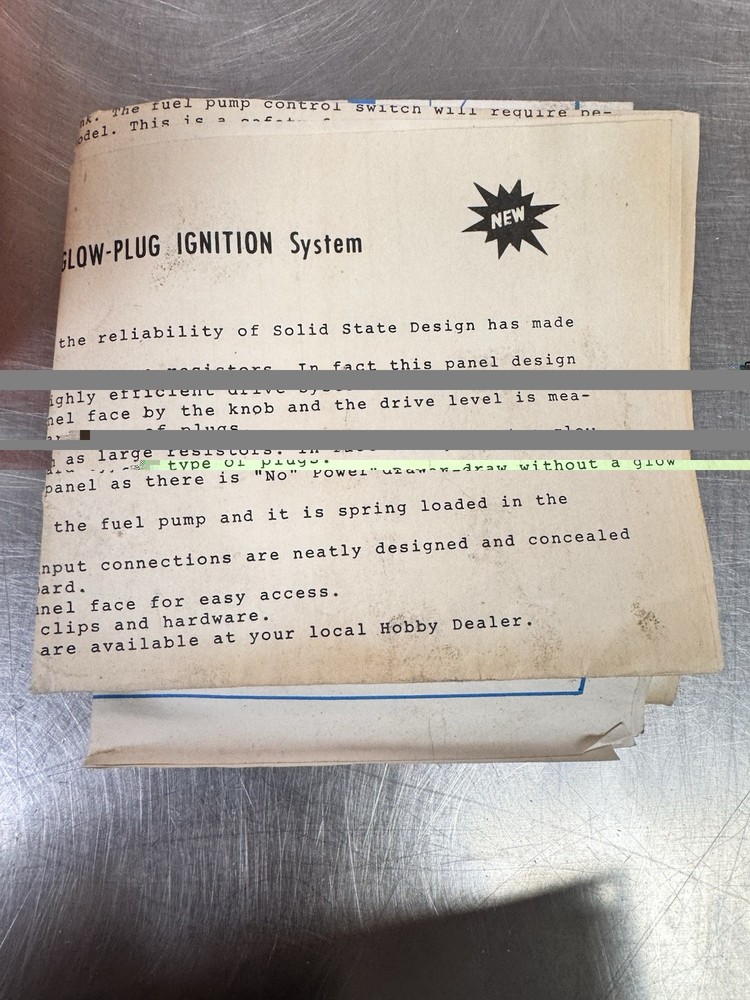 The fuel pump control switch will require be-
odel. This is a
NEW
GLOW-PLUG IGNITION System
the reliability of Solid State Design has made
resistors. In fact this panel design
ighly efficient drive
nel face by the knob and the drive level is mea-
of plugs
as large resistors. In
type of plugs.
panel as there is "No" Power draw without a glow
the fuel pump and it is spring loaded in the
nput connections are neatly designed and concealed
ard.
nel face for easy access.
clips and hardware.
are available at your local Hobby Dealer.